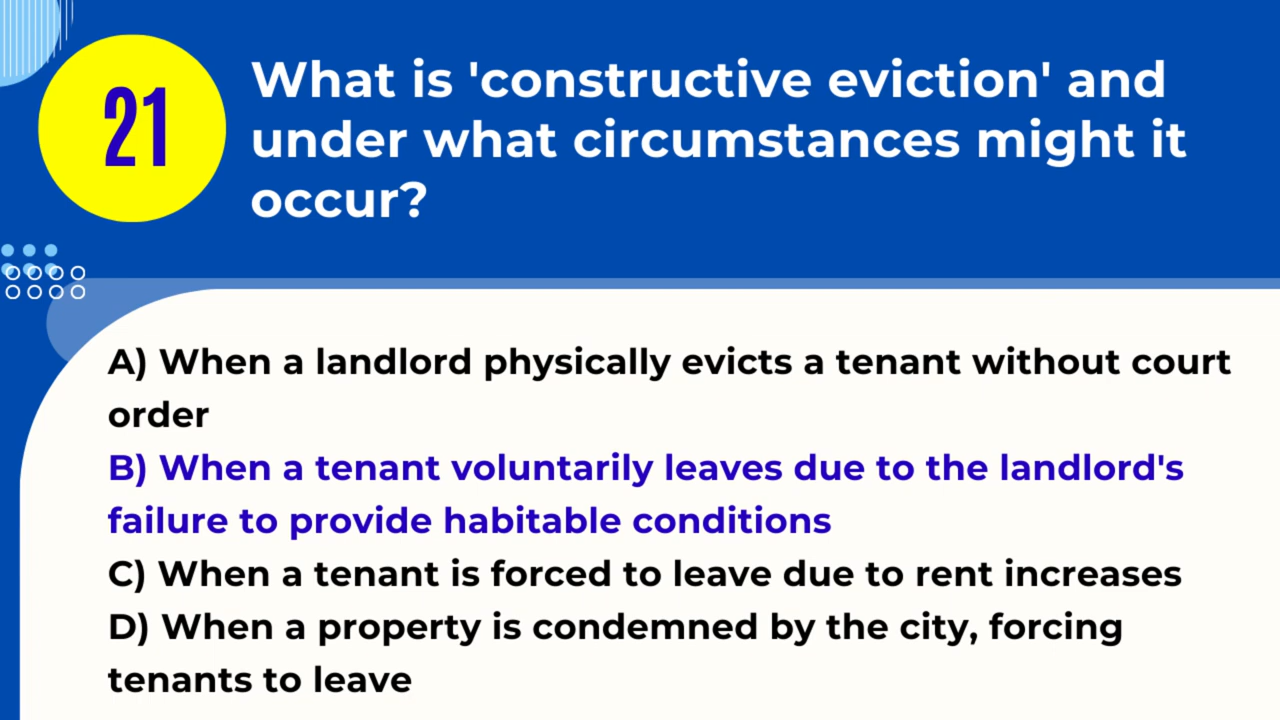 21
What is 'constructive eviction' and
under what circumstances might it
occur?
A) When a landlord physically evicts a tenant without court
order
B) When a tenant voluntarily leaves due to the landlord's
failure to provide habitable conditions
C) When a tenant is forced to leave due to rent increases
D) When a property is condemned by the city, forcing
tenants to leave